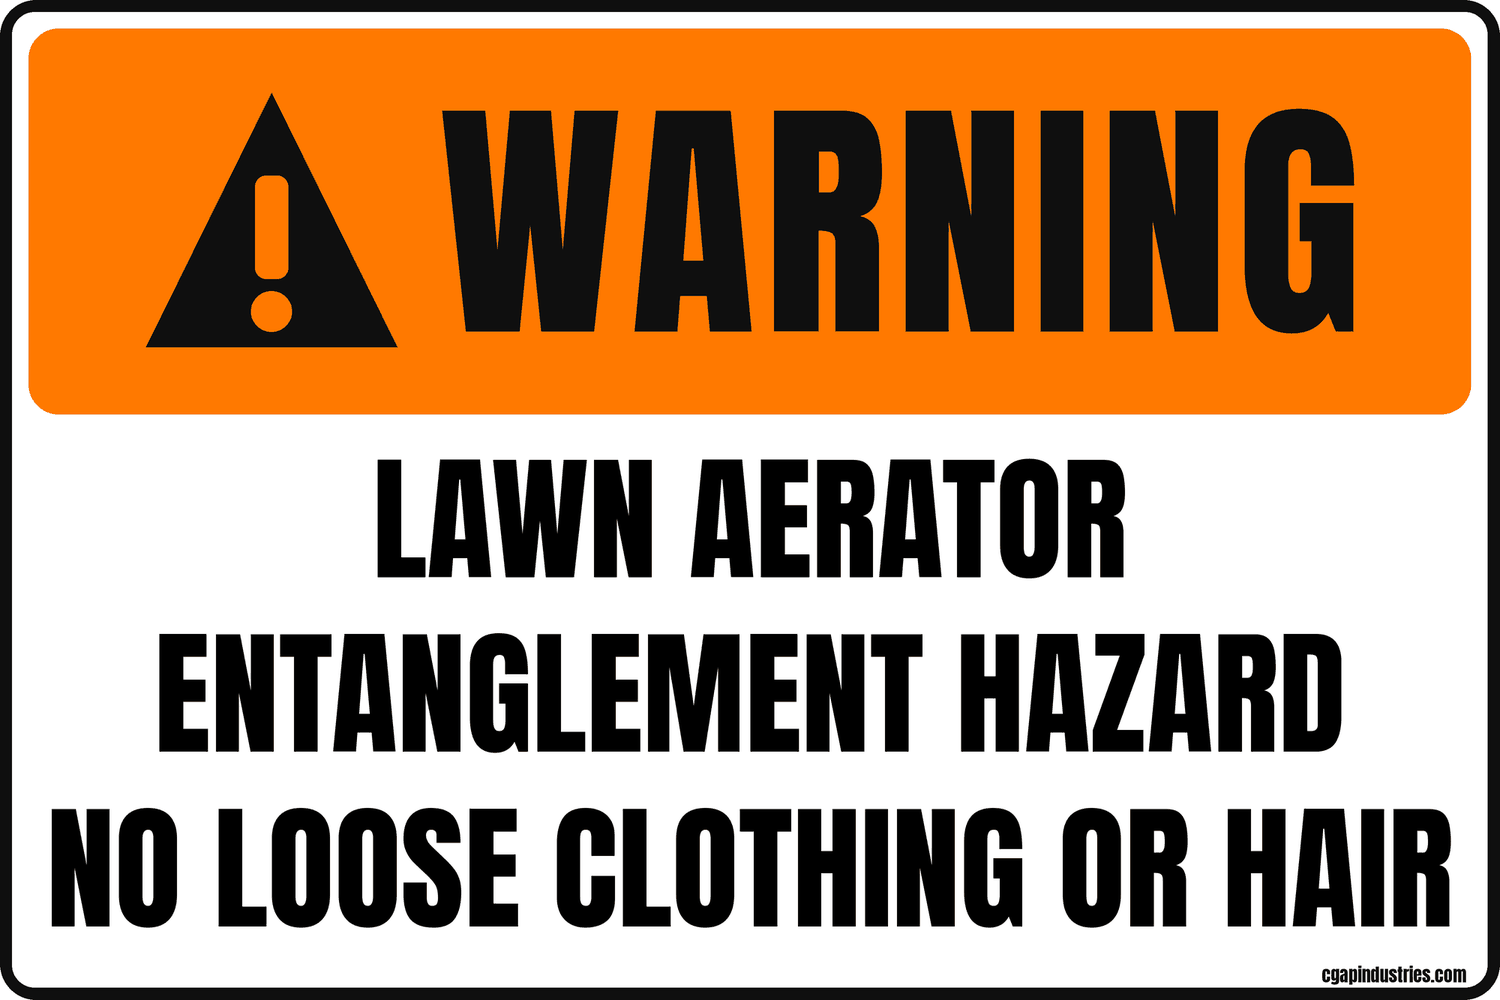 WARNING
LAWN AERATOR
ENTANGLEMENT HAZARD
NO LOOSE CLOTHING OR HAIR
cgapindustries.com